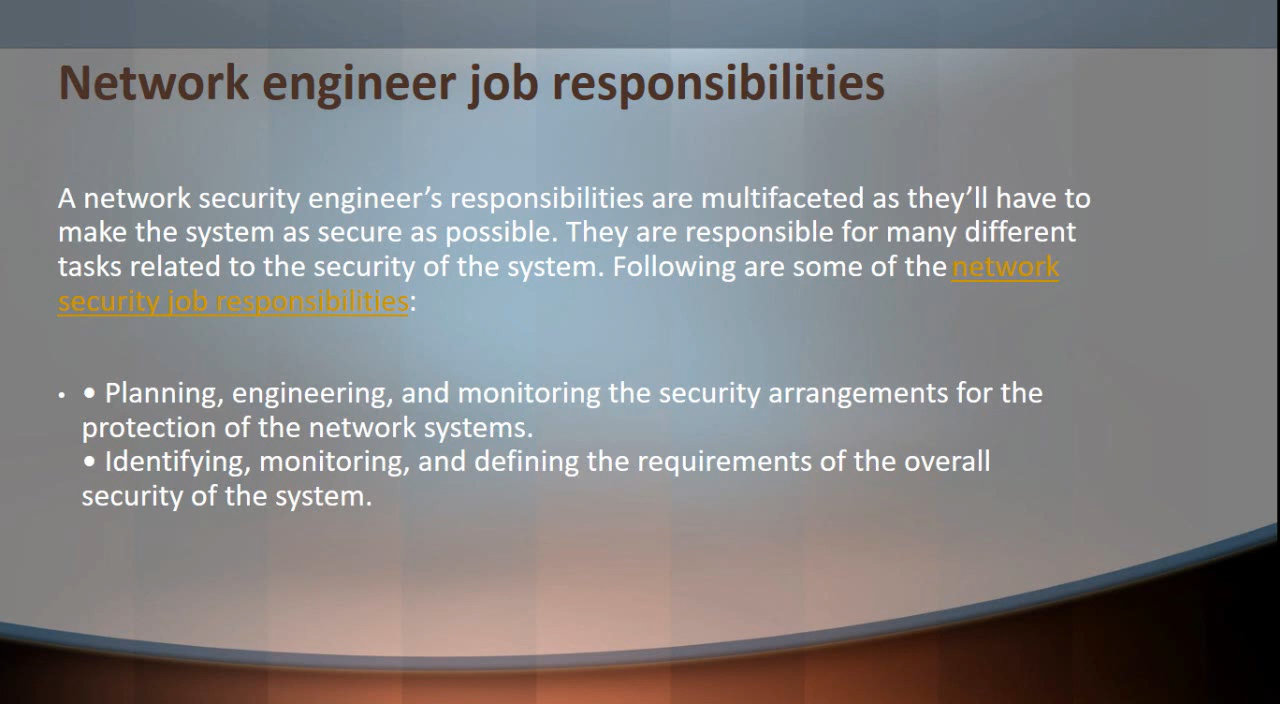 Network engineer job responsibilities
A network security engineer’s responsibilities are multifaceted as they’ll have to
make the system as secure as possible. They are responsible for many different
tasks related to the security of the system. Following are some of the network
security job responsibilities:
• • Planning, engineering, and monitoring the security arrangements for the
protection of the network systems.
• Identifying, monitoring, and defining the requirements of the overall
security of the system.